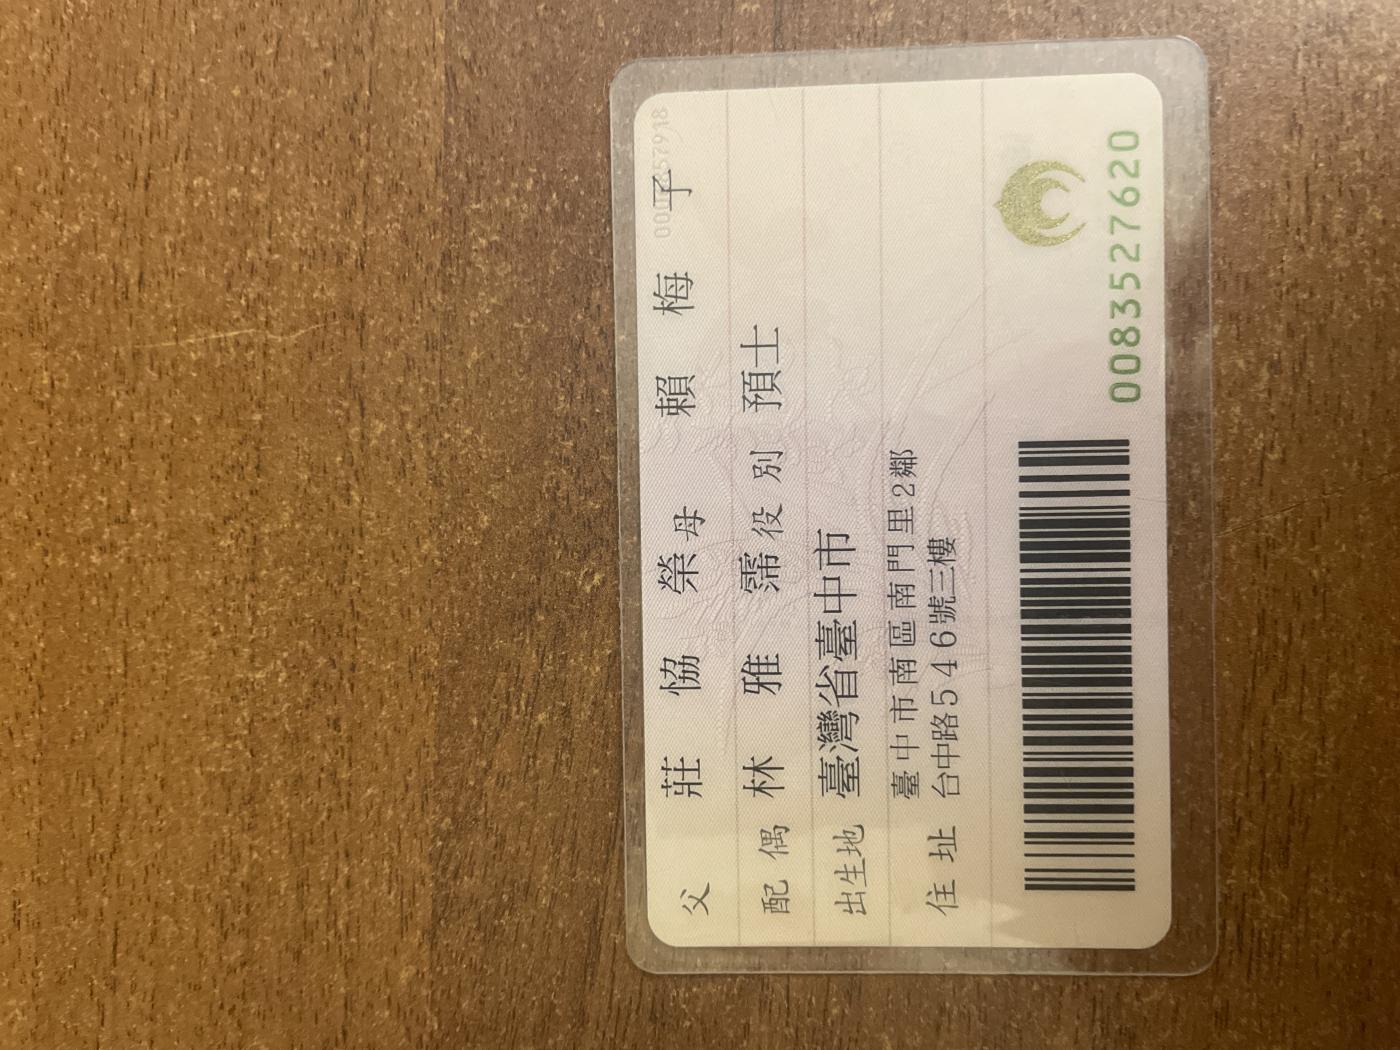 父 莊 協 榮 母 賴 梅 子
配偶 林 雅 霈 役別 預士
出生地 臺灣省臺中市
住址 臺中市南區南門里2鄰
台中路546號三樓
0083527620